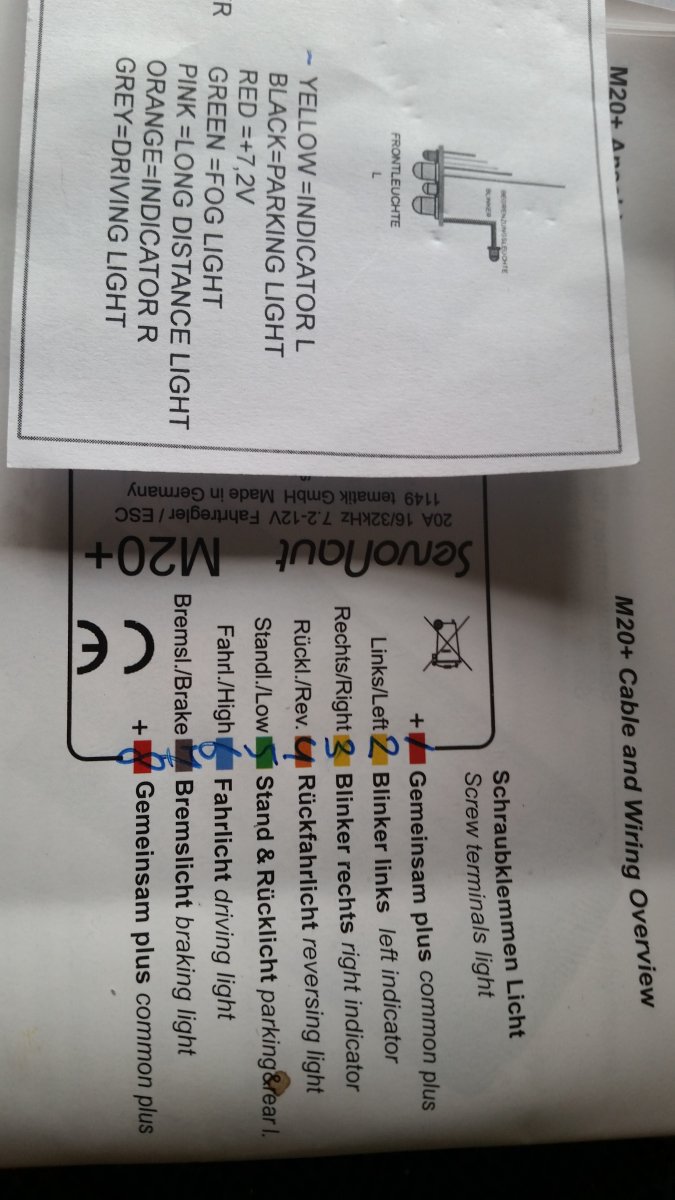 FRONTLEUCHTE
L
BEGRENZUNGSLEUCHTE
BLINKER
YELLOW =INDICATOR L
BLACK=PARKING LIGHT
RED =+7,2V
GREEN =FOG LIGHT
PINK =LONG DISTANCE LIGHT
ORANGE=INDICATOR R
GREY=DRIVING LIGHT
R
M20+
M20+ Cable and Wiring Overview
Schraubklemmen Licht
Screw terminals light
+ 1 Gemeinsam plus common plus
Links/Left 2 Blinker links left indicator
Rechts/Right 3 Blinker rechts right indicator
Rückl./Rev. 4 Rückfahrlicht reversing light
Standl./Low 5 Stand & Rücklicht parking & rear l.
Fahrl./High 6 Fahrlicht driving light
Bremsl./Brake 7 Bremslicht braking light
+ 8 Gemeinsam plus common plus
CE
servonaut M20+
20A 16/32kHz 7.2-12V Fahrtregler / ESC
1149 tematik GmbH Made in Germany